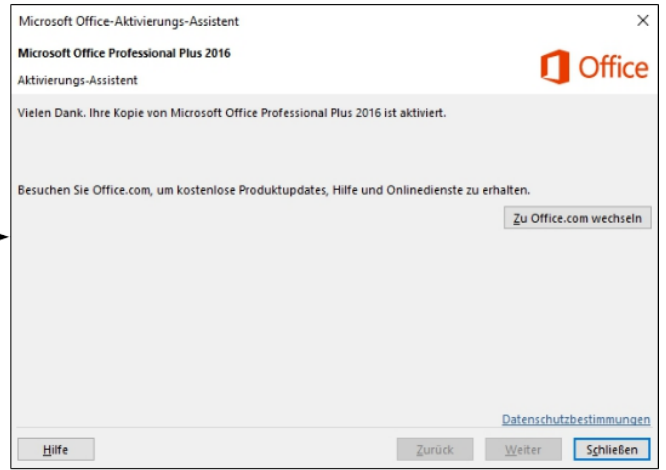 Microsoft Office-Aktivierungs-Assistent
Microsoft Office Professional Plus 2016
Office
Aktivierungs-Assistent
Vielen Dank. Ihre Kopie von Microsoft Office Professional Plus 2016 ist aktiviert.
Besuchen Sie Office.com, um kostenlose Produktupdates, Hilfe und Onlinedienste zu erhalten.
Zu Office.com wechseln
Datenschutzbestimmungen
Hilfe
Zurück
Weiter
Schließen